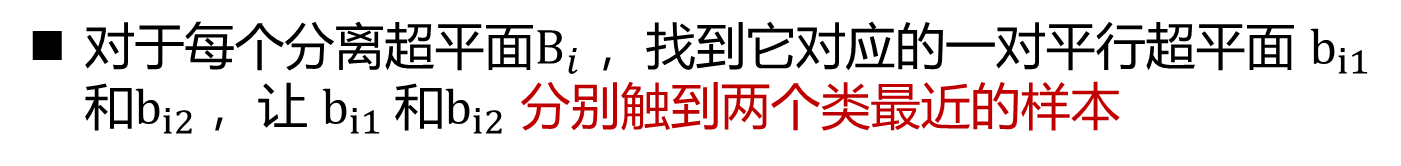 ■ 对于每个分离超平面Bᵢ，找到它对应的一对平行超平面 bᵢ₁
和bᵢ₂，让 bᵢ₁ 和bᵢ₂ 分别触到两个类最近的样本